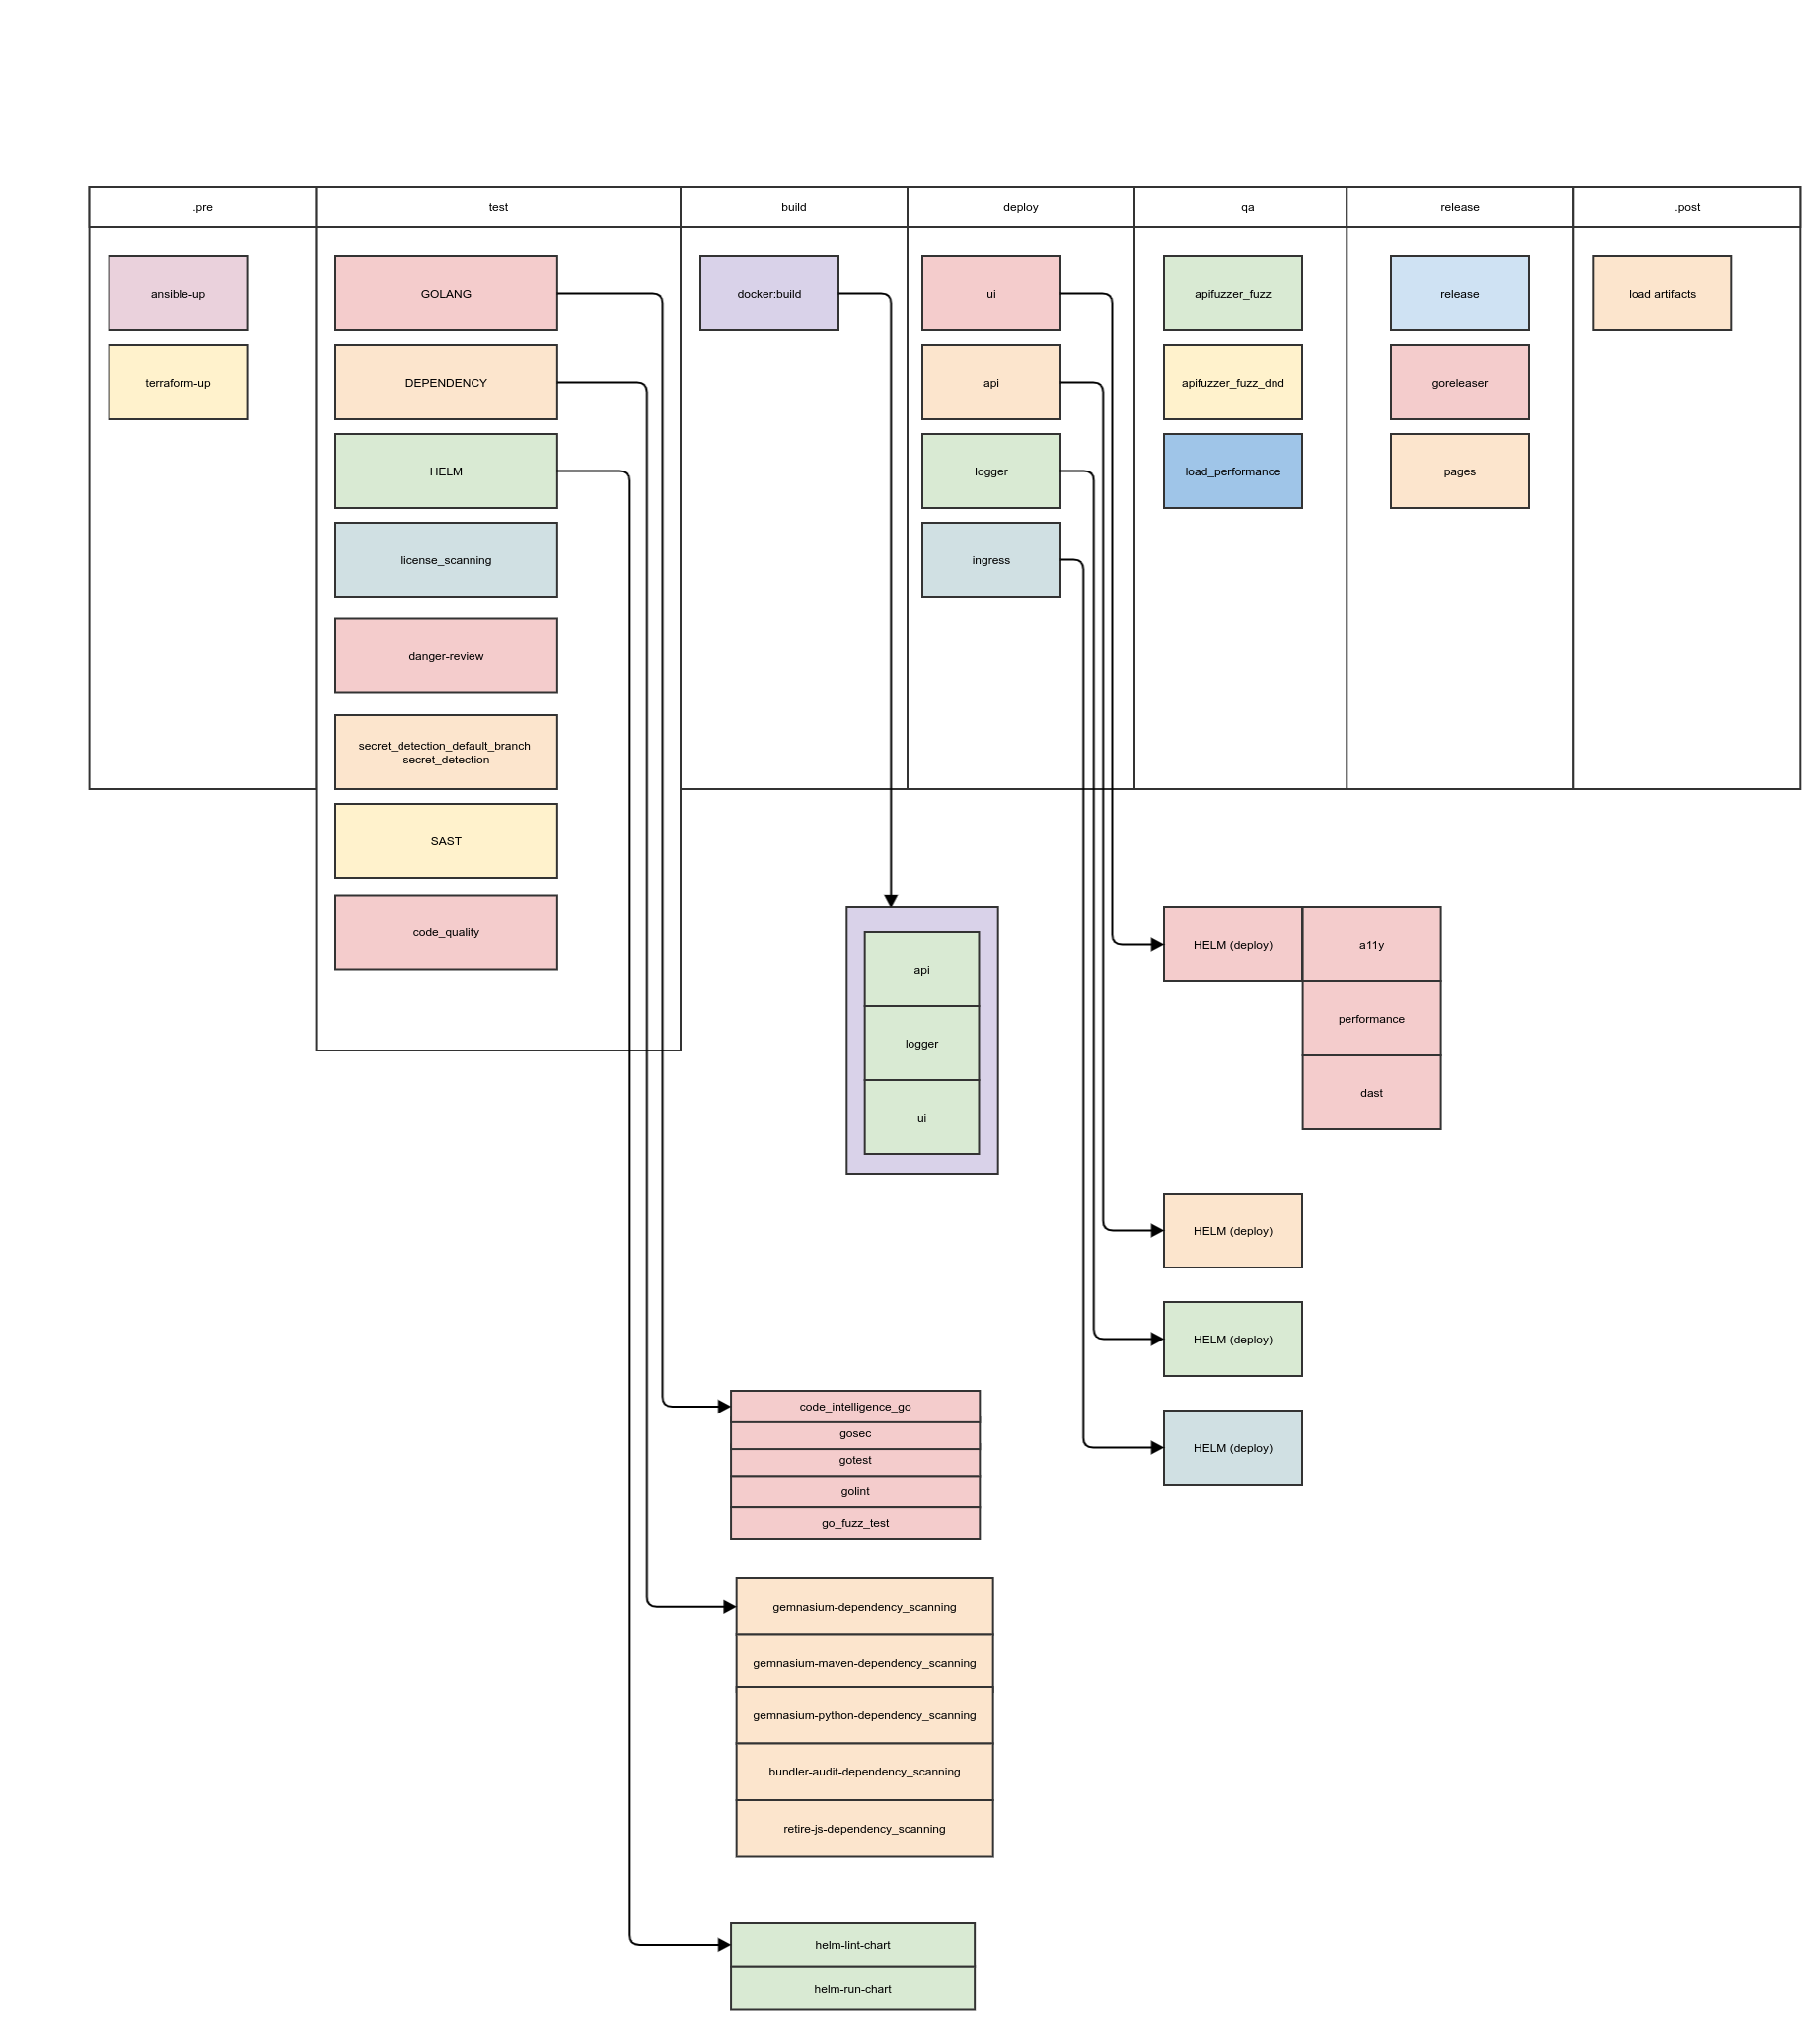 .pre
test
build
deploy
qa
release
.post
ansible-up
terraform-up
GOLANG
DEPENDENCY
HELM
license_scanning
danger-review
secret_detection_default_branch
secret_detection
SAST
code_quality
docker:build
ui
api
logger
ingress
apifuzzer_fuzz
apifuzzer_fuzz_dnd
load_performance
release
goreleaser
pages
load artifacts
api
logger
ui
HELM (deploy)
a11y
performance
dast
HELM (deploy)
HELM (deploy)
HELM (deploy)
code_intelligence_go
gosec
gotest
golint
go_fuzz_test
gemnasium-dependency_scanning
gemnasium-maven-dependency_scanning
gemnasium-python-dependency_scanning
bundler-audit-dependency_scanning
retire-js-dependency_scanning
helm-lint-chart
helm-run-chart